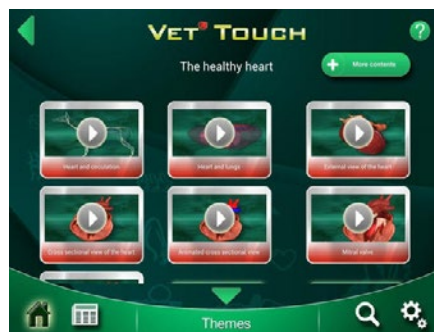 VET TOUCH
?
The healthy heart
+ More contents
Heart and circulation
Heart and lungs
External view of the heart
Cross sectional view of the heart
Animated cross sectional view
Mitral valve
Themes